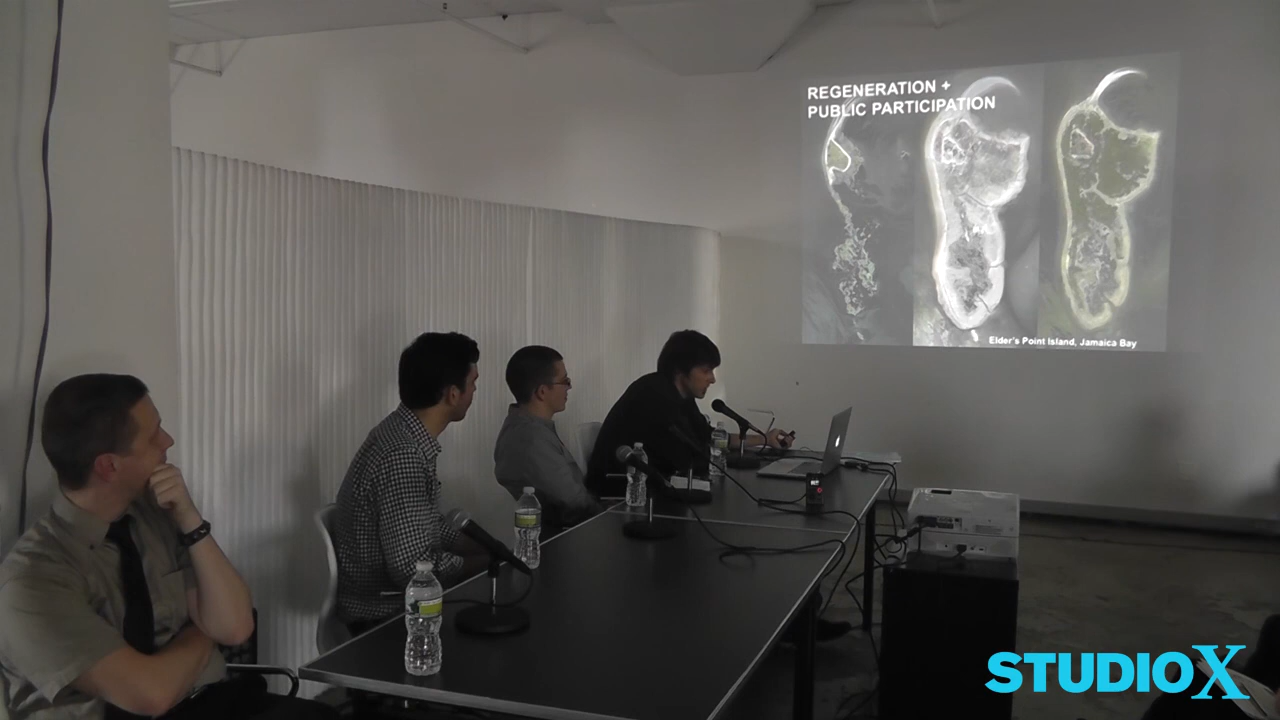 REGENERATION +
PUBLIC PARTICIPATION
Elder's Point Island, Jamaica Bay
STUDIOX